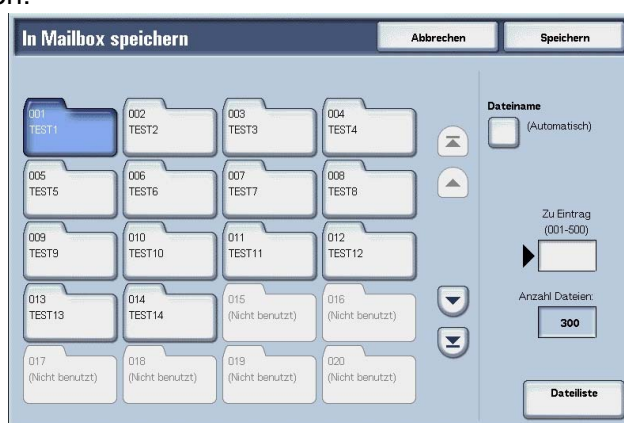 In Mailbox speichern
Abbrechen
Speichern
001
TEST1
002
TEST2
003
TEST3
004
TEST4
005
TEST5
006
TEST6
007
TEST7
008
TEST8
009
TEST9
010
TEST10
011
TEST11
012
TEST12
013
TEST13
014
TEST14
015
(Nicht benutzt)
016
(Nicht benutzt)
017
(Nicht benutzt)
018
(Nicht benutzt)
019
(Nicht benutzt)
020
(Nicht benutzt)
Dateiname
(Automatisch)
Zu Eintrag
(001-500)
Anzahl Dateien:
300
Dateiliste